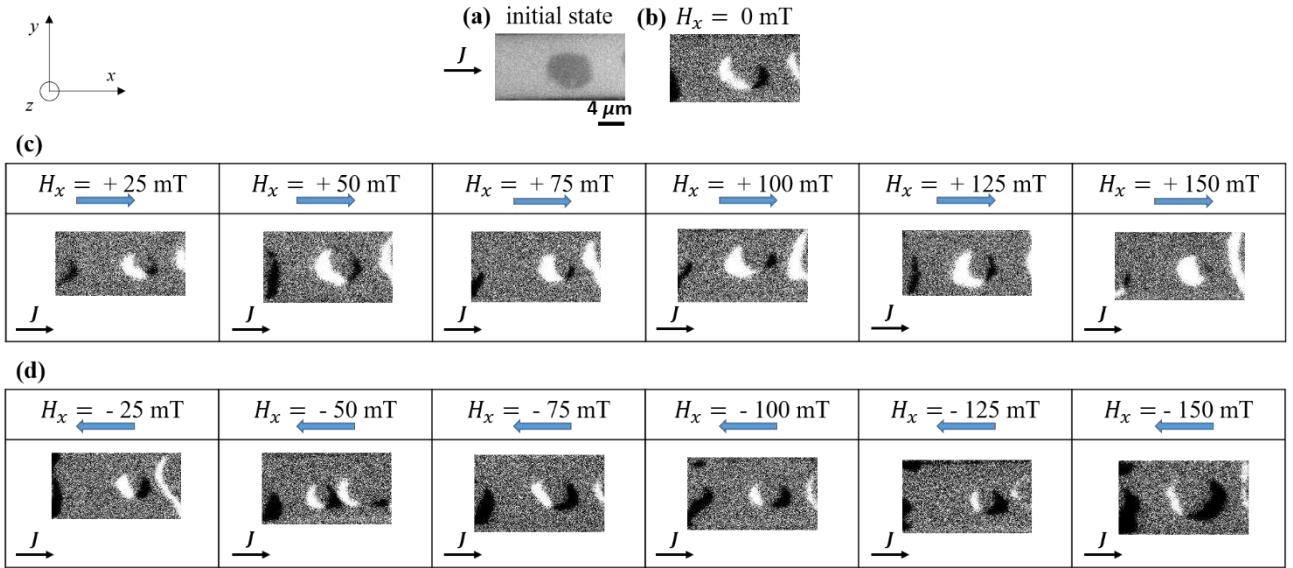 (a) initial state (b) H_x = 0 mT
y
x
z
J
4 μm
(c)
H_x = + 25 mT H_x = + 50 mT H_x = + 75 mT H_x = + 100 mT H_x = + 125 mT H_x = + 150 mT
J J J J J J
(d)
H_x = - 25 mT H_x = - 50 mT H_x = - 75 mT H_x = - 100 mT H_x = - 125 mT H_x = - 150 mT
J J J J J J